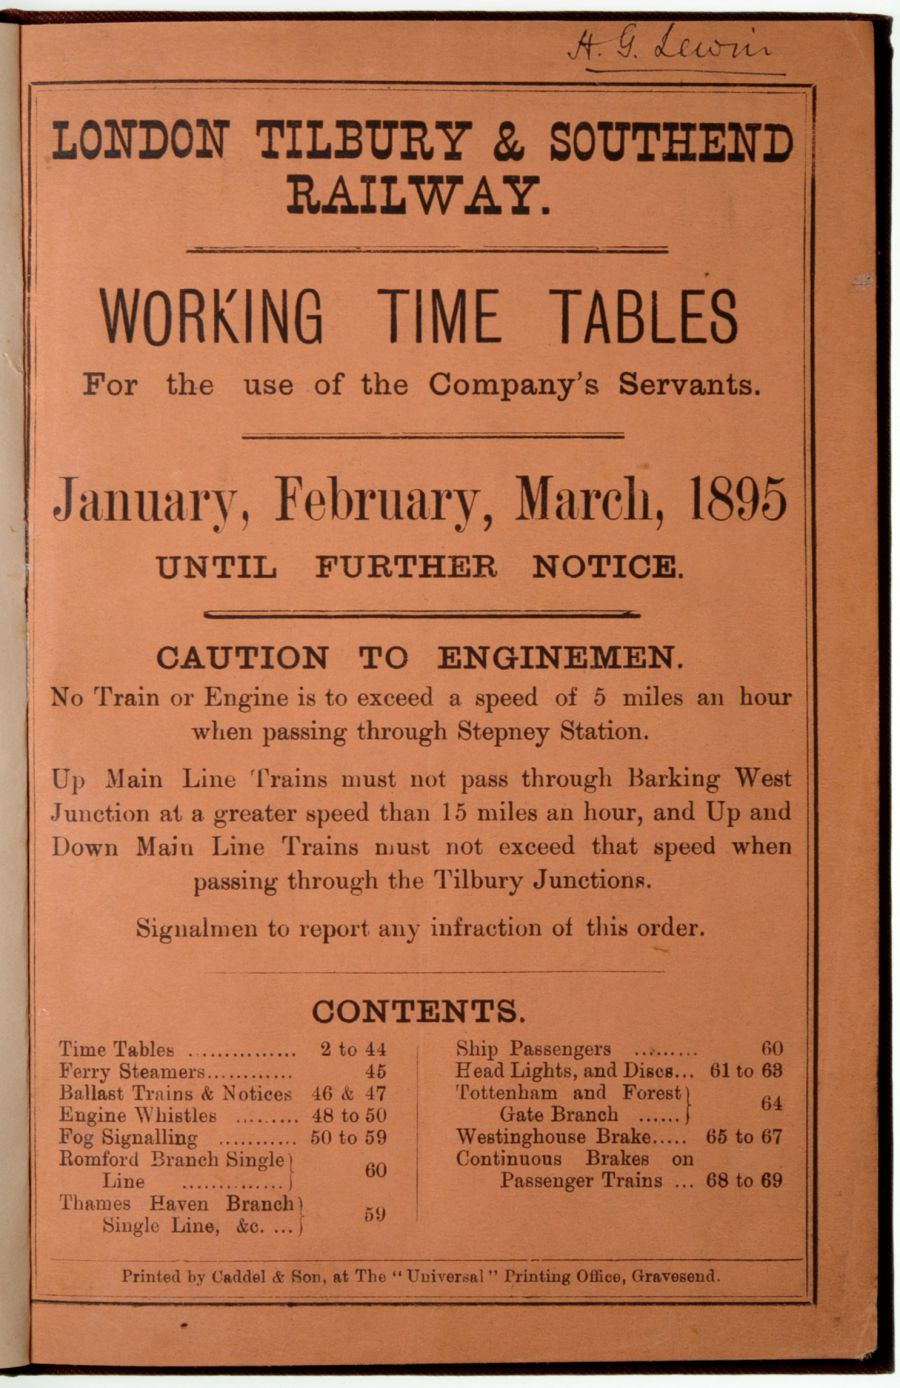 H. G. Lewin
LONDON TILBURY & SOUTHEND
RAILWAY.
WORKING TIME TABLES
For the use of the Company's Servants.
January, February, March, 1895
UNTIL FURTHER NOTICE.
CAUTION TO ENGINEMEN.
No Train or Engine is to exceed a speed of 5 miles an hour
when passing through Stepney Station.
Up Main Line Trains must not pass through Barking West
Junction at a greater speed than 15 miles an hour, and Up and
Down Main Line Trains must not exceed that speed when
passing through the Tilbury Junctions.
Signalmen to report any infraction of this order.
CONTENTS.
Time Tables ............... 2 to 44
Ferry Steamers............ 45
Ballast Trains & Notices 46 & 47
Engine Whistles ......... 48 to 50
Fog Signalling ........... 50 to 59
Romford Branch Single}
Line ............... } 60
Thames Haven Branch}
Single Line, &c. ... } 59
Ship Passengers ......... 60
Head Lights, and Discs... 61 to 63
Tottenham and Forest}
Gate Branch ...... } 64
Westinghouse Brake..... 65 to 67
Continuous Brakes on
Passenger Trains ... 68 to 69
Printed by Caddel & Son, at The "Universal" Printing Office, Gravesend.